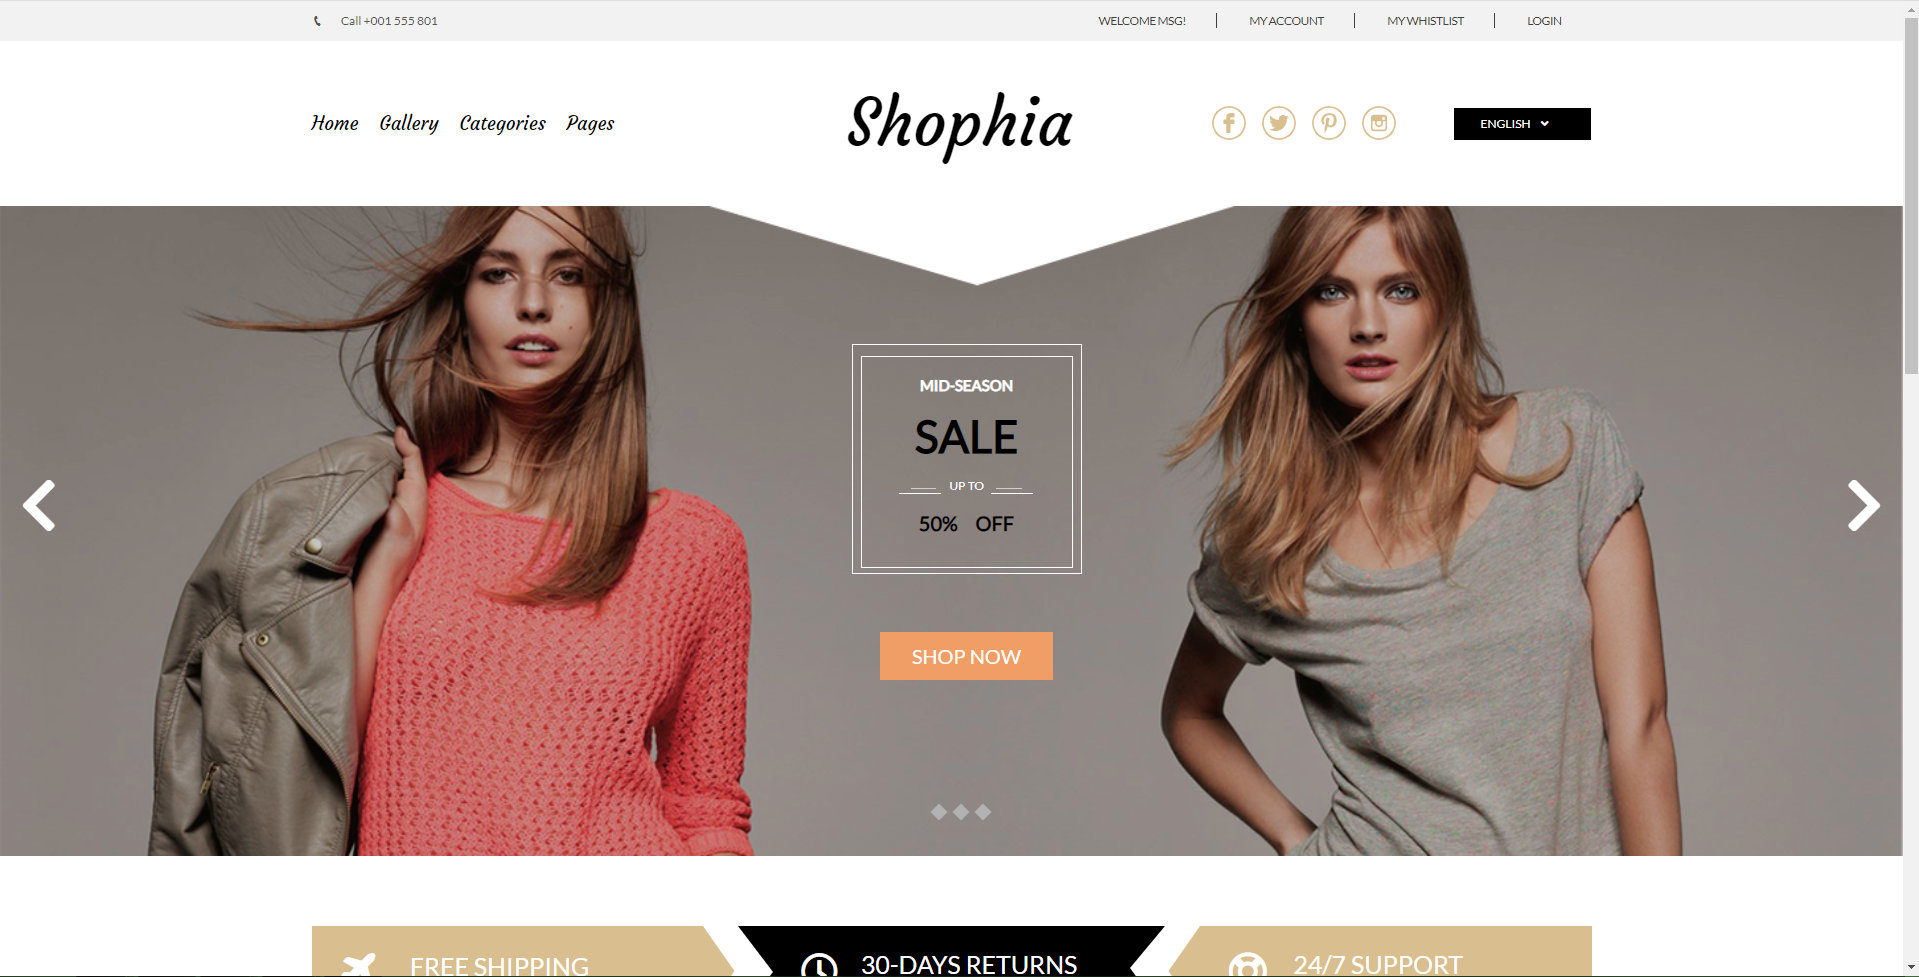 Call +001 555 801
WELCOME MSG!
MY ACCOUNT
MY WHISTLIST
LOGIN
Home Gallery Categories Pages
Shophia
ENGLISH
MID-SEASON
SALE
UP TO
50% OFF
SHOP NOW
FREE SHIPPING
30-DAYS RETURNS
24/7 SUPPORT